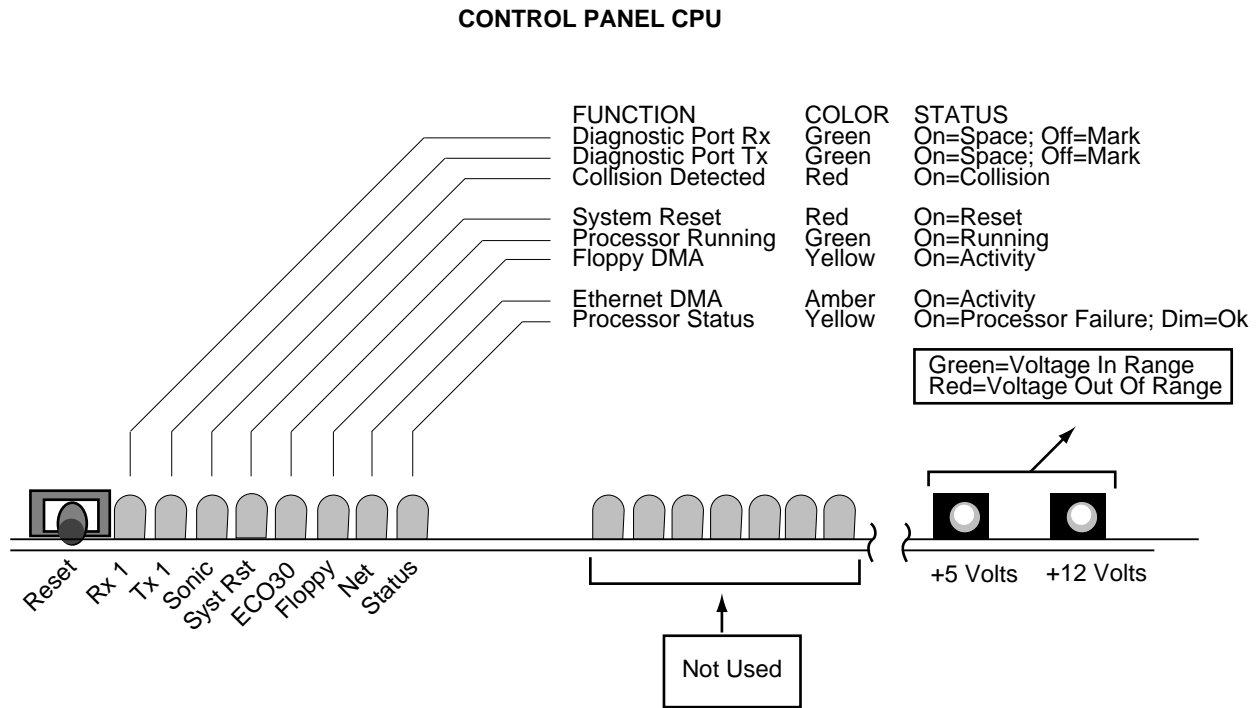 CONTROL PANEL CPU
FUNCTION COLOR STATUS
Diagnostic Port Rx Green On=Space; Off=Mark
Diagnostic Port Tx Green On=Space; Off=Mark
Collision Detected Red On=Collision
System Reset Red On=Reset
Processor Running Green On=Running
Floppy DMA Yellow On=Activity
Ethernet DMA Amber On=Activity
Processor Status Yellow On=Processor Failure; Dim=Ok
Green=Voltage In Range
Red=Voltage Out Of Range
Reset
Rx 1
Tx 1
Sonic
Syst Rst
ECO30
Floppy
Net
Status
+5 Volts
+12 Volts
Not Used